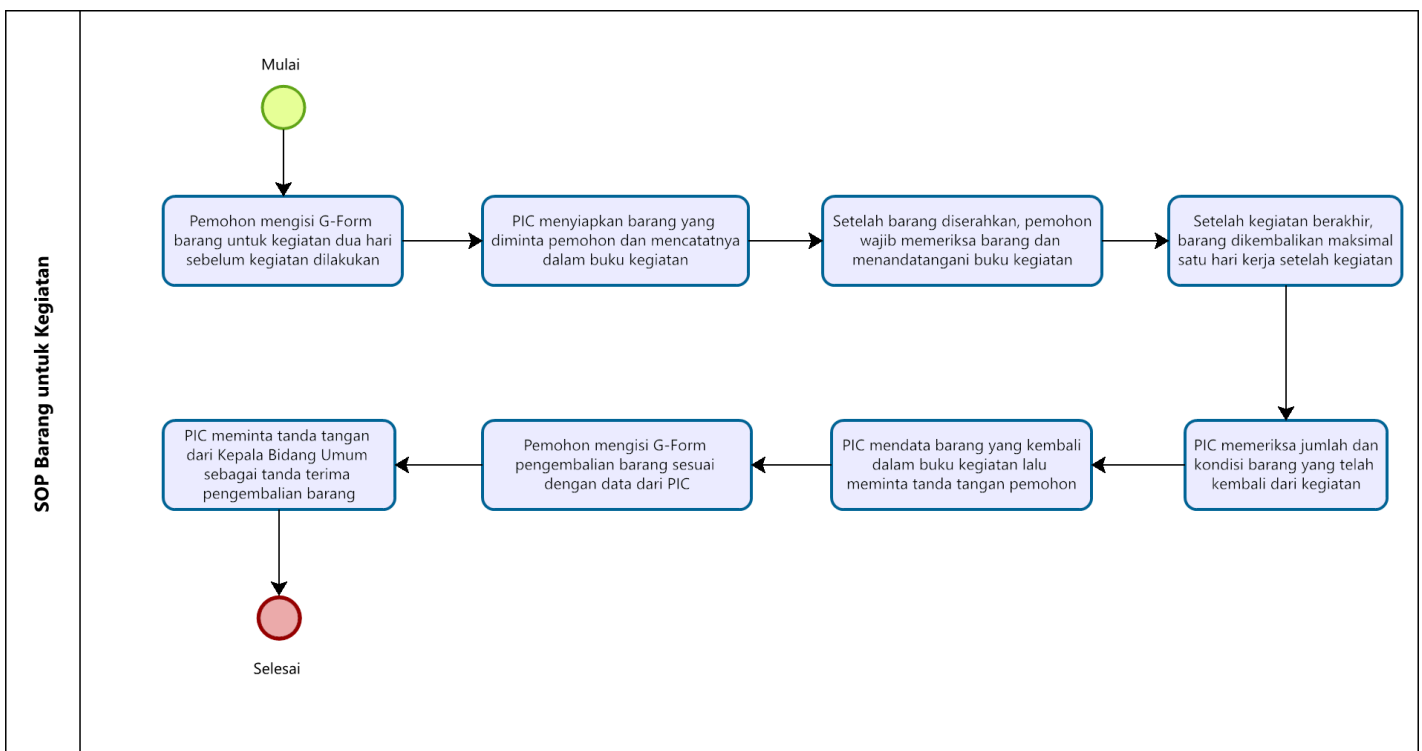 SOP Barang untuk Kegiatan
Mulai
Pemohon mengisi G-Form
barang untuk kegiatan dua hari
sebelum kegiatan dilakukan
PIC menyiapkan barang yang
diminta pemohon dan mencatatnya
dalam buku kegiatan
Setelah barang diserahkan, pemohon
wajib memeriksa barang dan
menandatangani buku kegiatan
Setelah kegiatan berakhir,
barang dikembalikan maksimal
satu hari kerja setelah kegiatan
PIC memeriksa jumlah dan
kondisi barang yang telah
kembali dari kegiatan
PIC mendata barang yang kembali
dalam buku kegiatan lalu
meminta tanda tangan pemohon
Pemohon mengisi G-Form
pengembalian barang sesuai
dengan data dari PIC
PIC meminta tanda tangan
dari Kepala Bidang Umum
sebagai tanda terima
pengembalian barang
Selesai